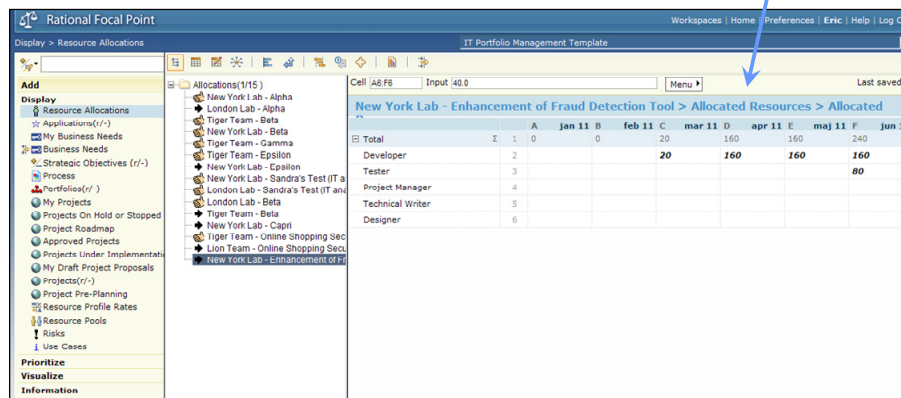 Rational Focal Point
Workspaces | Home | Preferences | Eric | Help | Log O
Display > Resource Allocations
IT Portfolio Management Template
Add
Display
Resource Allocations
Applications(r/-)
My Business Needs
Business Needs
Strategic Objectives (r/-)
Process
Portfolios(r/-)
My Projects
Projects On Hold or Stopped
Project Roadmap
Approved Projects
Projects Under Implementati
My Draft Project Proposals
Projects(r/-)
Project Pre-Planning
Resource Profile Rates
Resource Pools
Risks
Use Cases
Prioritize
Visualize
Information
Allocations(1/15 )
New York Lab - Alpha
London Lab - Alpha
Tiger Team - Beta
New York Lab - Beta
Tiger Team - Gamma
Tiger Team - Epsilon
New York Lab - Epsilon
New York Lab - Sandra's Test (IT a
London Lab - Sandra's Test (IT ana
London Lab - Beta
Tiger Team - Beta
New York Lab - Capri
Tiger Team - Online Shopping Sec
Lion Team - Online Shopping Secu
New York Lab - Enhancement of Fr
Cell A6:F6 Input 40.0 Menu Last saved
New York Lab - Enhancement of Fraud Detection Tool > Allocated Resources > Allocated
A jan 11 B feb 11 C mar 11 D apr 11 E maj 11 F jun
Total Σ 1 0 0 20 160 160 240
Developer 2 20 160 160 160
Tester 3 80
Project Manager 4
Technical Writer 5
Designer 6